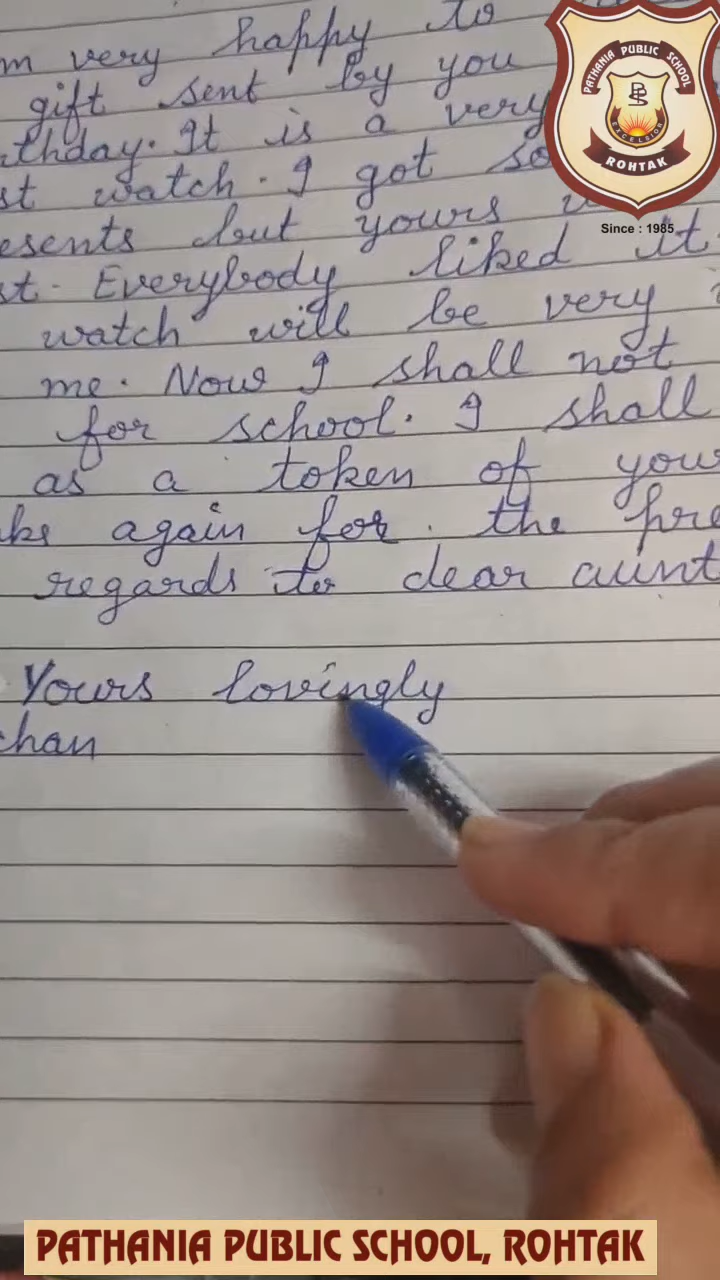 m very happy to
gift sent by you
thday. It is a very
st watch. I got so
esents but yours
st. Everybody liked it.
watch will be very
me. Now I shall not
for school. I shall
as a token of your
ks again for. the pre
regards to dear aunt
Yours lovingly
chan
PATHANIA PUBLIC SCHOOL
PS
EXCELSIOR
ROHTAK
Since : 1985
PATHANIA PUBLIC SCHOOL, ROHTAK